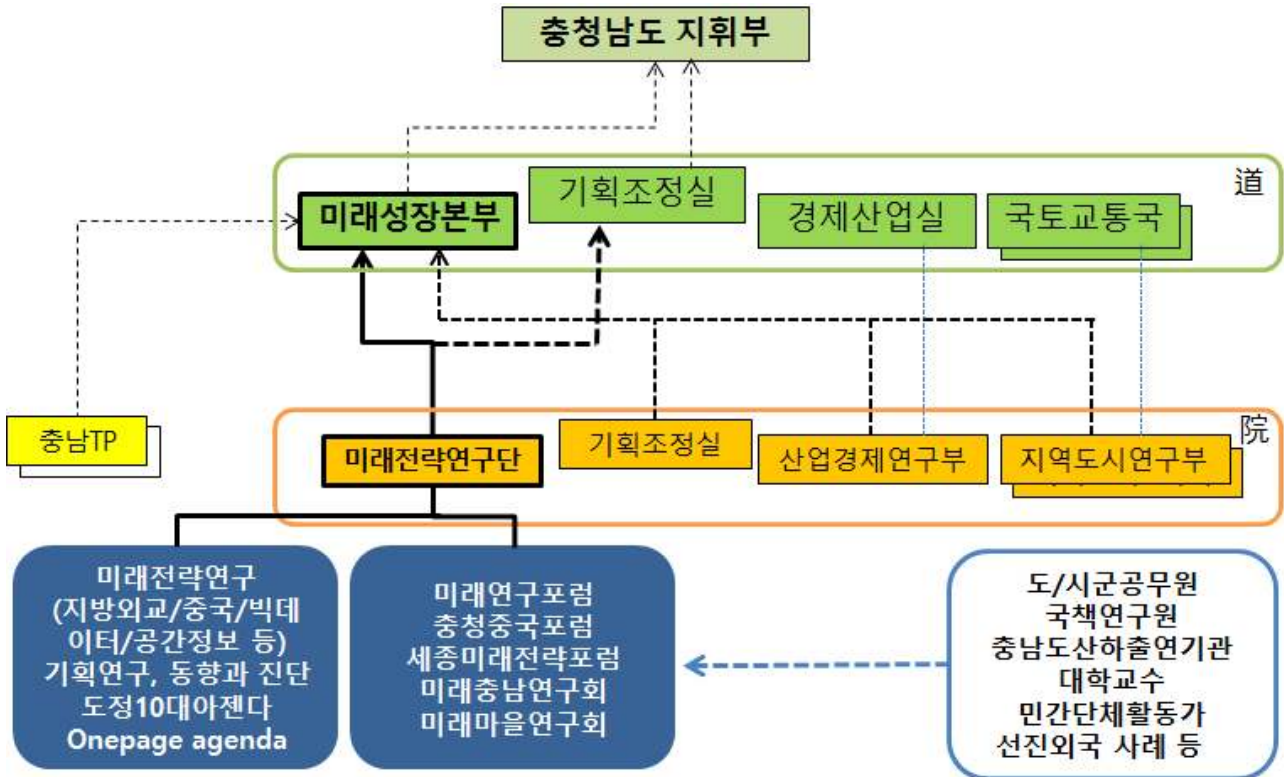 충청남도 지휘부
道
기획조정실
미래성장본부
경제산업실
국토교통국
院
충남TP
기획조정실
미래전략연구단
산업경제연구부
지역도시연구부
미래전략연구
(지방외교/중국/빅데
이터/공간정보 등)
기획연구, 동향과 진단
도정10대아젠다
Onepage agenda
미래연구포럼
충청중국포럼
세종미래전략포럼
미래충남연구회
미래마을연구회
도/시군공무원
국책연구원
충남도산하출연기관
대학교수
민간단체활동가
선진외국 사례 등